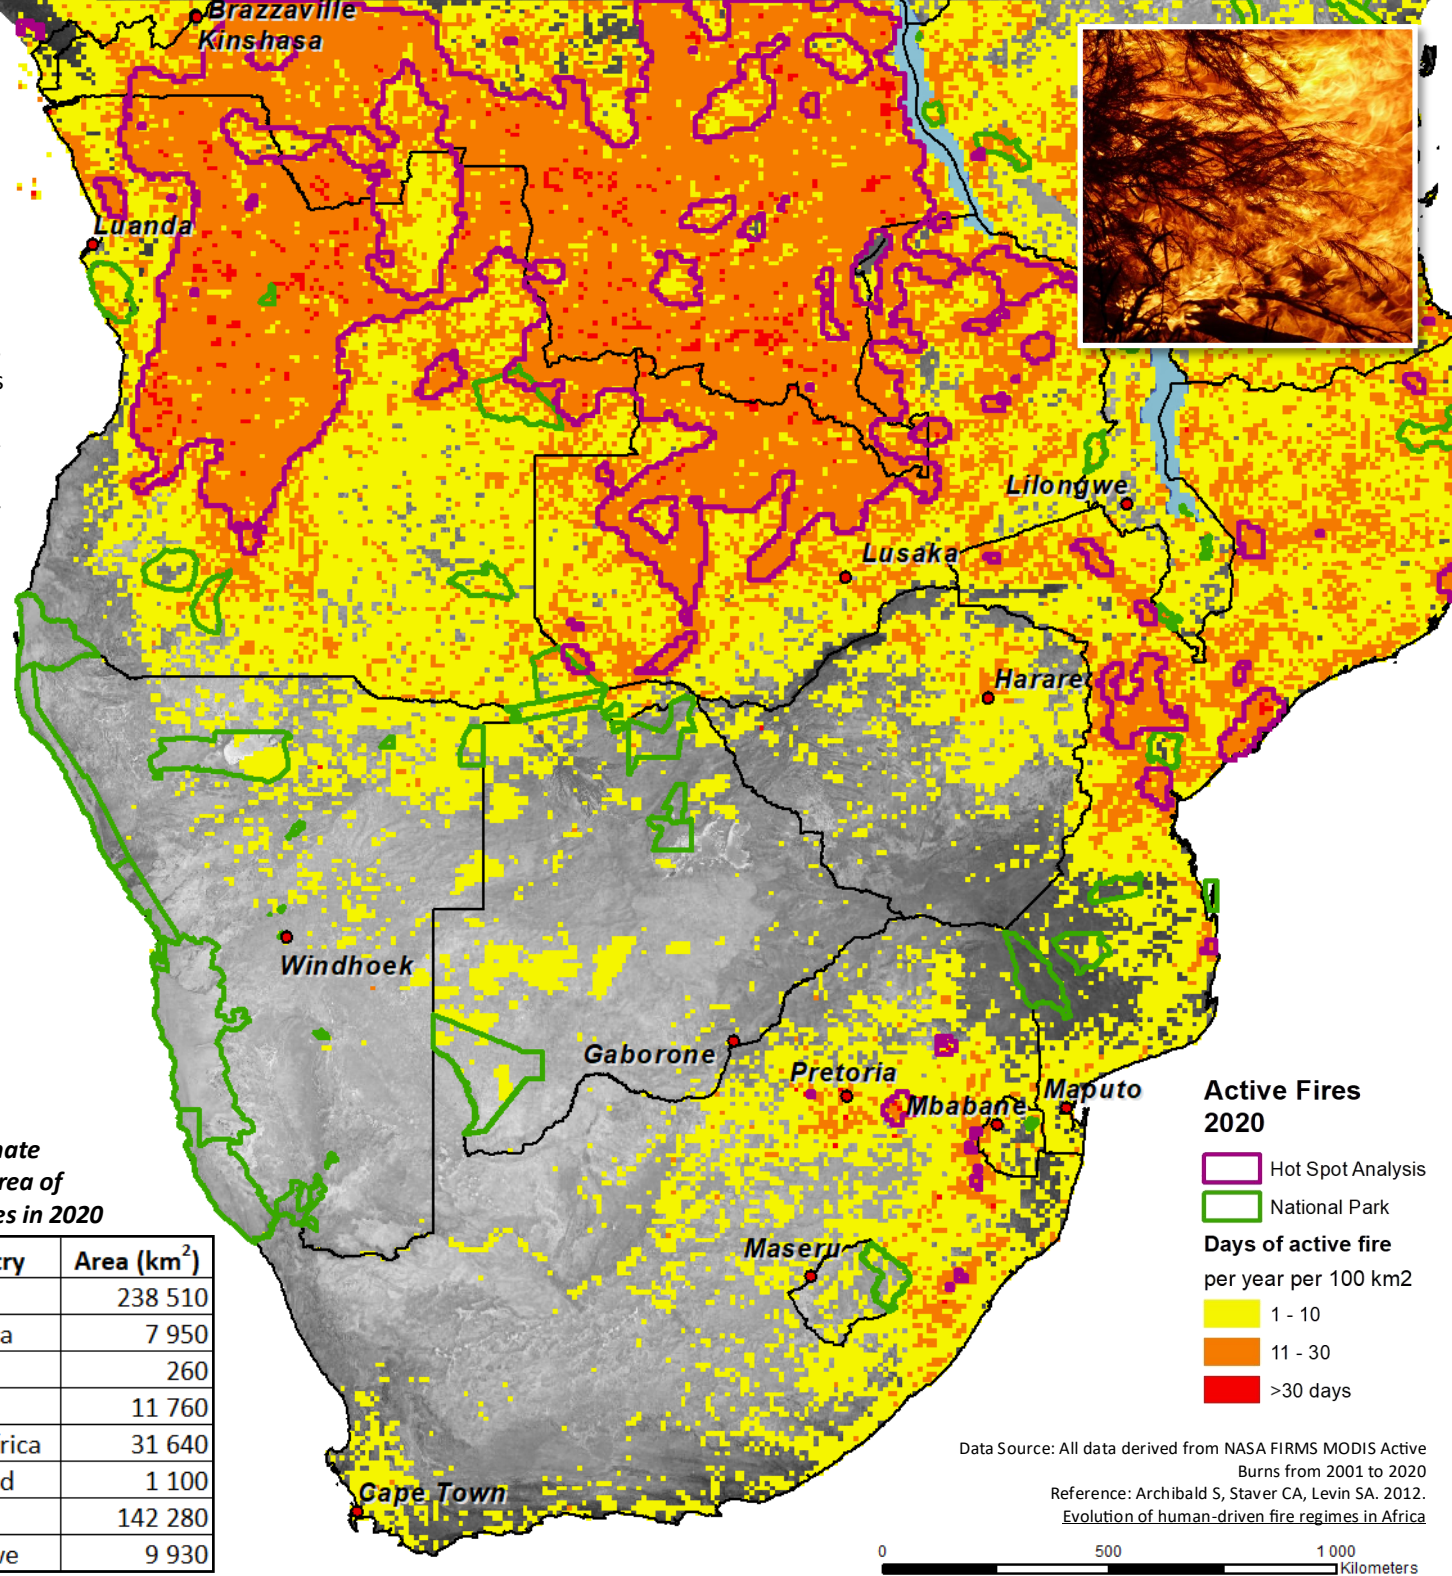 Brazzaville
Kinshasa
Luanda
s
Lilongwe
Lusaka
Harare
Windhoek
Gaborone
Pretoria
Mbabane
Maputo
Maseru
Cape Town
Active Fires
2020
Hot Spot Analysis
National Park
Days of active fire
per year per 100 km2
1 - 10
11 - 30
>30 days
nate
rea of
es in 2020
try Area (km²)
238 510
a 7 950
260
11 760
rica 31 640
d 1 100
142 280
ve 9 930
Data Source: All data derived from NASA FIRMS MODIS Active
Burns from 2001 to 2020
Reference: Archibald S, Staver CA, Levin SA. 2012.
Evolution of human-driven fire regimes in Africa
0 500 1 000
Kilometers